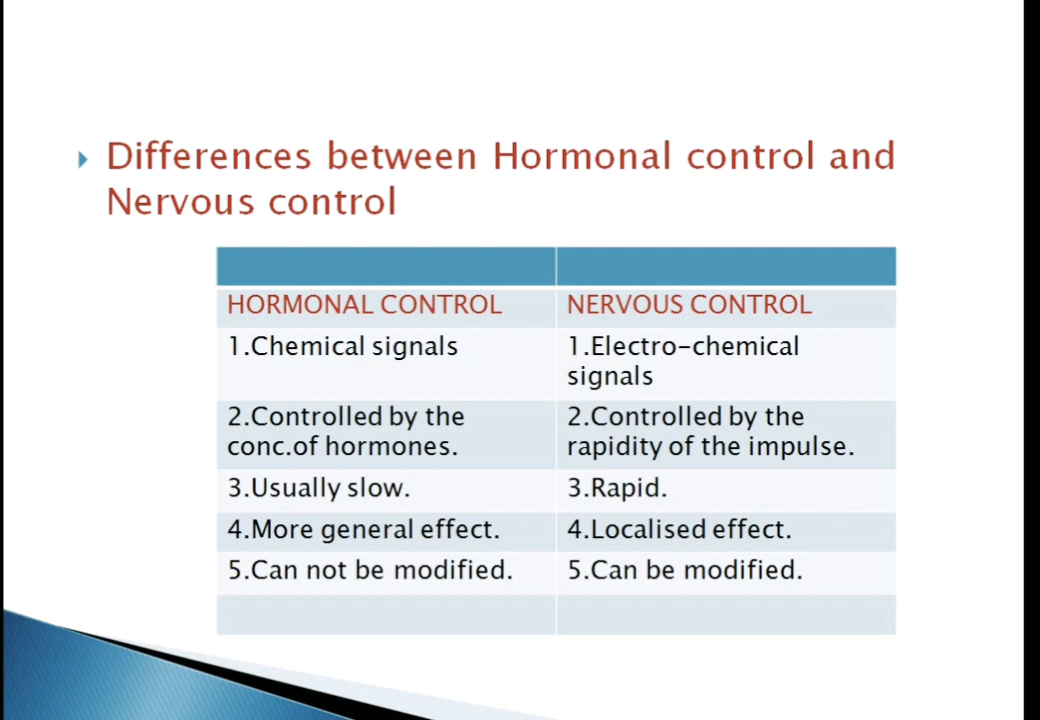 Differences between Hormonal control and
Nervous control
HORMONAL CONTROL
NERVOUS CONTROL
1.Chemical signals
1.Electro-chemical
signals
2.Controlled by the
conc.of hormones.
2.Controlled by the
rapidity of the impulse.
3.Usually slow.
3.Rapid.
4.More general effect.
4.Localised effect.
5.Can not be modified.
5.Can be modified.